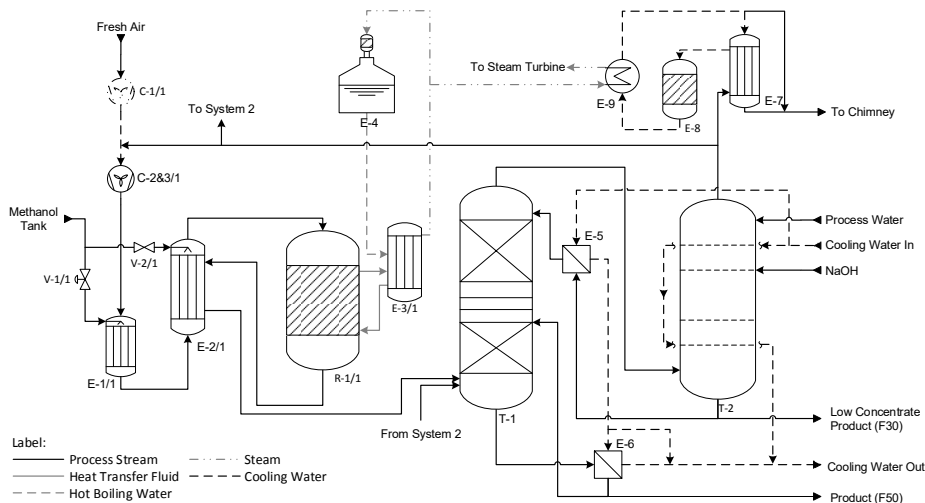 Fresh Air
C-1/1
To System 2
C-2&3/1
Methanol
Tank
V-1/1
V-2/1
E-1/1
E-2/1
R-1/1
E-3/1
E-4
To Steam Turbine
E-9
E-8
E-7
To Chimney
E-5
Process Water
Cooling Water In
NaOH
T-1
T-2
From System 2
E-6
Low Concentrate
Product (F30)
Cooling Water Out
Product (F50)
Label:
Process Stream
Steam
Heat Transfer Fluid
Cooling Water
Hot Boiling Water